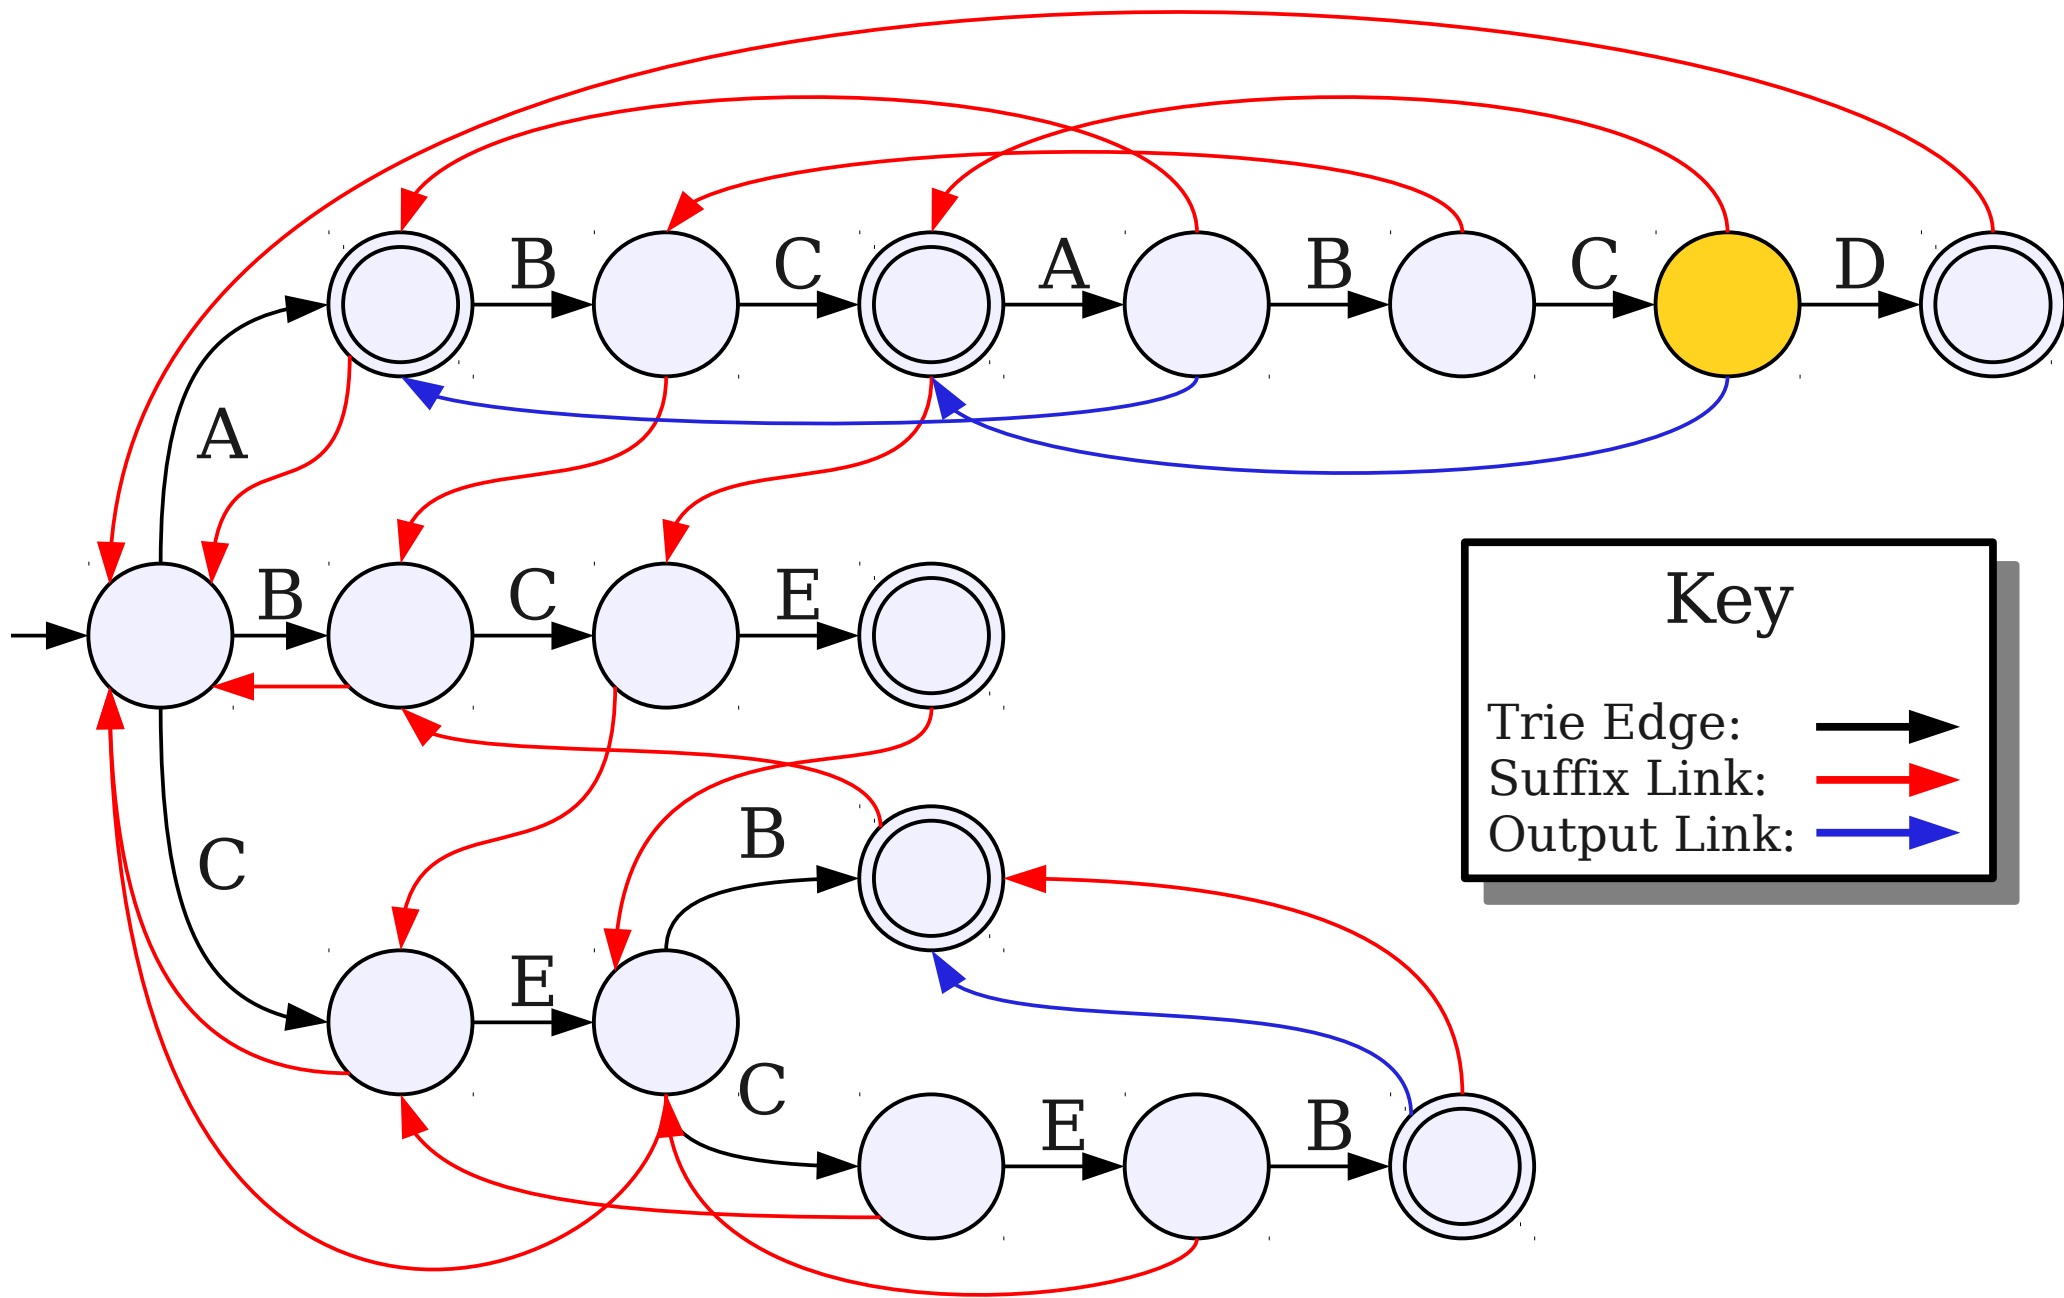 B C A B C D
A
B C E
Key
Trie Edge:
Suffix Link:
Output Link:
B
C
E
C
E B